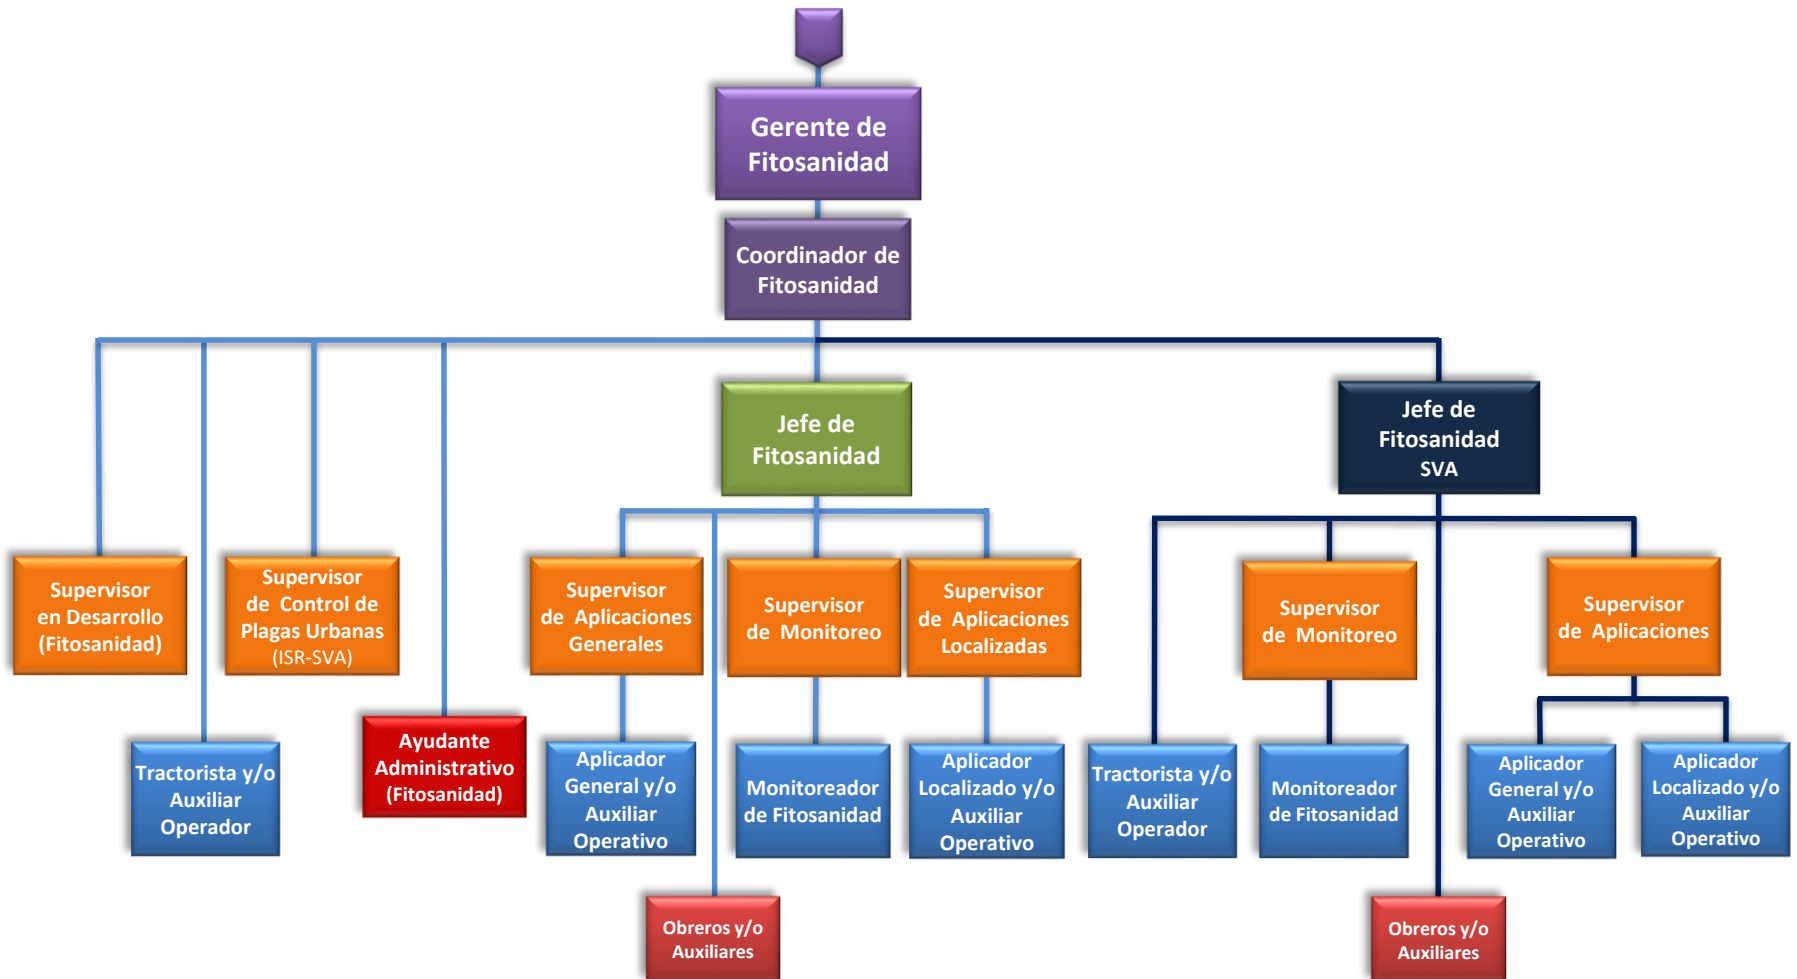 Gerente de
Fitosanidad
Coordinador de
Fitosanidad
Jefe de
Fitosanidad
Jefe de
Fitosanidad
SVA
Supervisor
en Desarrollo
(Fitosanidad)
Supervisor
de Control de
Plagas Urbanas
(ISR-SVA)
Supervisor
de Aplicaciones
Generales
Supervisor
de Monitoreo
Supervisor
de Aplicaciones
Localizadas
Supervisor
de Monitoreo
Supervisor
de Aplicaciones
Tractorista y/o
Auxiliar
Operador
Ayudante
Administrativo
(Fitosanidad)
Aplicador
General y/o
Auxiliar
Operativo
Monitoreador
de Fitosanidad
Aplicador
Localizado y/o
Auxiliar
Operativo
Tractorista y/o
Auxiliar
Operador
Monitoreador
de Fitosanidad
Aplicador
General y/o
Auxiliar
Operativo
Aplicador
Localizado y/o
Auxiliar
Operativo
Obreros y/o
Auxiliares
Obreros y/o
Auxiliares